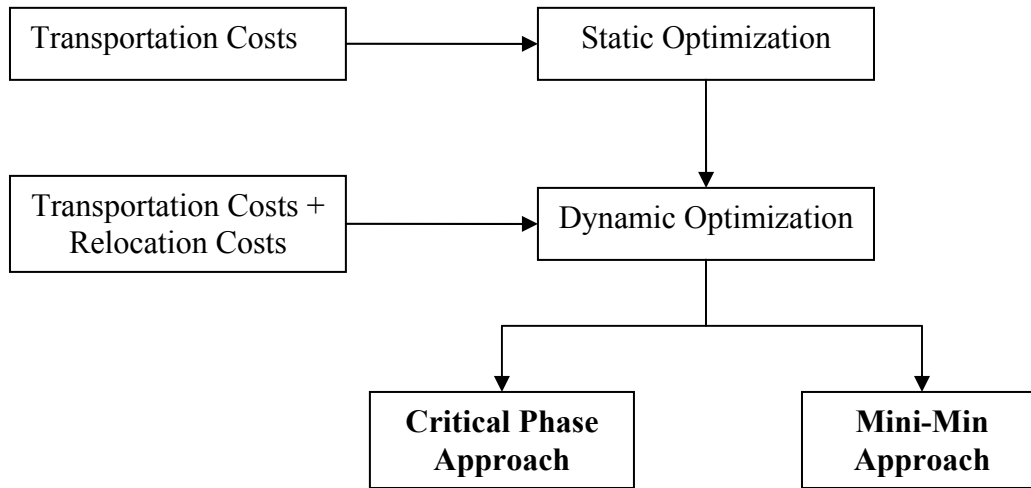 Transportation Costs
Static Optimization
Transportation Costs +
Relocation Costs
Dynamic Optimization
Critical Phase
Approach
Mini-Min
Approach